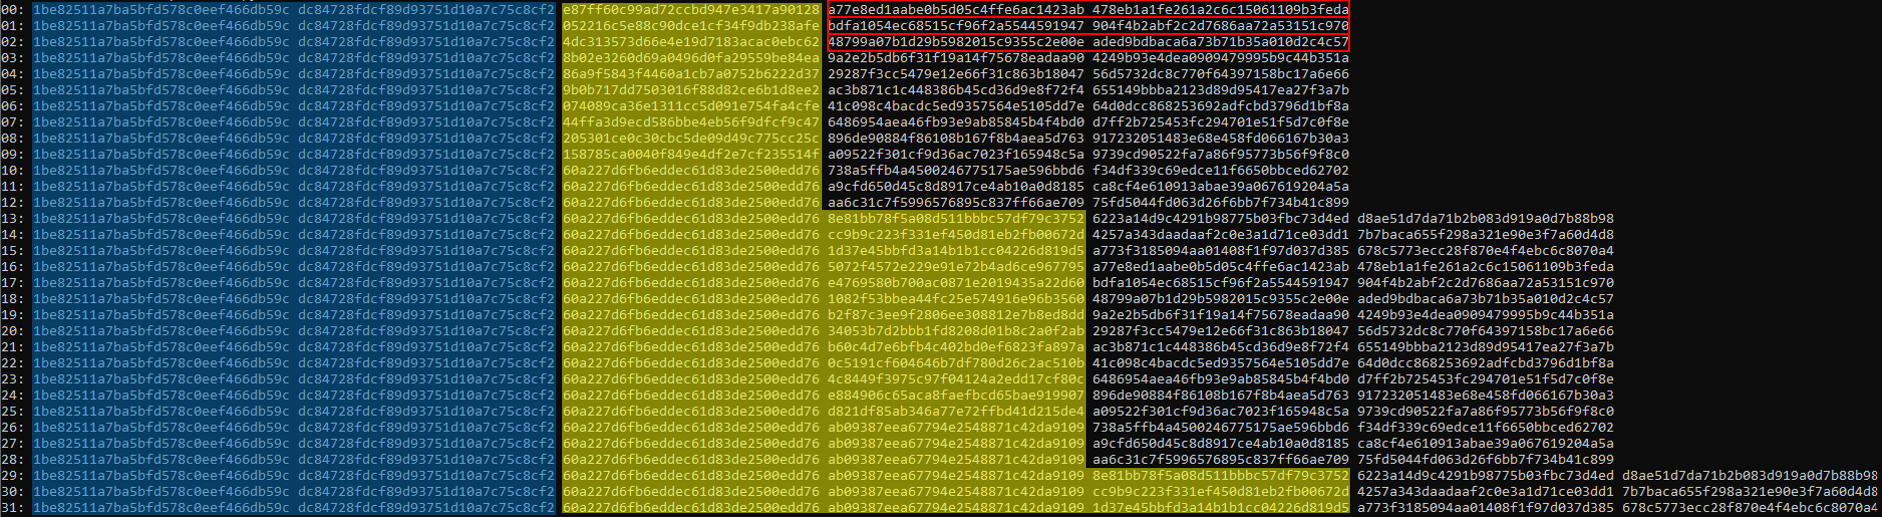 00: 1be82511a7ba5bfd578c0eef466db59c dc84728fdcf89d93751d10a7c75c8cf2 e87ff60c99ad72ccbd947e3417a90128 a77e8ed1aabe0b5d05c4ffe6ac1423ab 478eb1a1fe261a2c6c15061109b3feda
01: 1be82511a7ba5bfd578c0eef466db59c dc84728fdcf89d93751d10a7c75c8cf2 052216c5e88c90dce1cf34f9db238afe bdfa1054ec68515cf96f2a5544591947 904f4b2abf2c2d7686aa72a53151c970
02: 1be82511a7ba5bfd578c0eef466db59c dc84728fdcf89d93751d10a7c75c8cf2 4dc313573d66e4e19d7183acac0ebc62 48799a07b1d29b5982015c9355c2e00e aded9bdbaca6a73b71b35a010d2c4c57
03: 1be82511a7ba5bfd578c0eef466db59c dc84728fdcf89d93751d10a7c75c8cf2 8b02e3260d69a0496d0fa29559be84ea 9a2e2b5db6f31f19a14f75678eadaa90 4249b93e4dea0909479995b9c44b351a
04: 1be82511a7ba5bfd578c0eef466db59c dc84728fdcf89d93751d10a7c75c8cf2 86a9f5843f4460a1cb7a0752b6222d37 29287f3cc5479e12e66f31c863b18047 56d5732dc8c770f64397158bc17a6e66
05: 1be82511a7ba5bfd578c0eef466db59c dc84728fdcf89d93751d10a7c75c8cf2 9b0b717dd7503016f88d82ce6b1d8ee2 ac3b871c1c448386b45cd36d9e8f72f4 655149bbba2123d89d95417ea27f3a7b
06: 1be82511a7ba5bfd578c0eef466db59c dc84728fdcf89d93751d10a7c75c8cf2 074089ca36e1311cc5d091e754fa4cfe 41c098c4bacdc5ed9357564e5105dd7e 64d0dcc868253692adfcbd3796d1bf8a
07: 1be82511a7ba5bfd578c0eef466db59c dc84728fdcf89d93751d10a7c75c8cf2 44ffa3d9ecd586bbe4eb56f9dfcf9c47 6486954aea46fb93e9ab85845b4f4bd0 d7ff2b725453fc294701e51f5d7c0f8e
08: 1be82511a7ba5bfd578c0eef466db59c dc84728fdcf89d93751d10a7c75c8cf2 205301ce0c30cbc5de09d49c775cc25c 896de90884f86108b167f8b4aea5d763 917232051483e68e458fd066167b30a3
09: 1be82511a7ba5bfd578c0eef466db59c dc84728fdcf89d93751d10a7c75c8cf2 158785ca0040f849e4df2e7cf235514f a09522f301cf9d36ac7023f165948c5a 9739cd90522fa7a86f95773b56f9f8c0
10: 1be82511a7ba5bfd578c0eef466db59c dc84728fdcf89d93751d10a7c75c8cf2 60a227d6fb6eddec61d83de2500edd76 738a5ffb4a4500246775175ae596bbd6 f34df339c69edce11f6650bbced62702
11: 1be82511a7ba5bfd578c0eef466db59c dc84728fdcf89d93751d10a7c75c8cf2 60a227d6fb6eddec61d83de2500edd76 a9cfd650d45c8d8917ce4ab10a0d8185 ca8cf4e610913abae39a067619204a5a
12: 1be82511a7ba5bfd578c0eef466db59c dc84728fdcf89d93751d10a7c75c8cf2 60a227d6fb6eddec61d83de2500edd76 aa6c31c7f5996576895c837ff66ae709 75fd5044fd063d26f6bb7f734b41c899
13: 1be82511a7ba5bfd578c0eef466db59c dc84728fdcf89d93751d10a7c75c8cf2 60a227d6fb6eddec61d83de2500edd76 8e81bb78f5a08d511bbbc57df79c3752 6223a14d9c4291b98775b03fbc73d4ed d8ae51d7da71b2b083d919a0d7b88b98
14: 1be82511a7ba5bfd578c0eef466db59c dc84728fdcf89d93751d10a7c75c8cf2 60a227d6fb6eddec61d83de2500edd76 cc9b9c223f331ef450d81eb2fb00672d 4257a343daadaaf2c0e3a1d71ce03dd1 7b7baca655f298a321e90e3f7a60d4d8
15: 1be82511a7ba5bfd578c0eef466db59c dc84728fdcf89d93751d10a7c75c8cf2 60a227d6fb6eddec61d83de2500edd76 1d37e45bbfd3a14b1b1cc04226d819d5 a773f3185094aa01408f1f97d037d385 678c5773ecc28f870e4f4ebc6c8070a4
16: 1be82511a7ba5bfd578c0eef466db59c dc84728fdcf89d93751d10a7c75c8cf2 60a227d6fb6eddec61d83de2500edd76 5072f4572e229e91e72b4ad6ce967795 a77e8ed1aabe0b5d05c4ffe6ac1423ab 478eb1a1fe261a2c6c15061109b3feda
17: 1be82511a7ba5bfd578c0eef466db59c dc84728fdcf89d93751d10a7c75c8cf2 60a227d6fb6eddec61d83de2500edd76 e4769580b700ac0871e2019435a22d60 bdfa1054ec68515cf96f2a5544591947 904f4b2abf2c2d7686aa72a53151c970
18: 1be82511a7ba5bfd578c0eef466db59c dc84728fdcf89d93751d10a7c75c8cf2 60a227d6fb6eddec61d83de2500edd76 1082f53bbea44fc25e574916e96b3560 48799a07b1d29b5982015c9355c2e00e aded9bdbaca6a73b71b35a010d2c4c57
19: 1be82511a7ba5bfd578c0eef466db59c dc84728fdcf89d93751d10a7c75c8cf2 60a227d6fb6eddec61d83de2500edd76 b2f87c3ee9f2806ee308812e7b8ed8dd 9a2e2b5db6f31f19a14f75678eadaa90 4249b93e4dea0909479995b9c44b351a
20: 1be82511a7ba5bfd578c0eef466db59c dc84728fdcf89d93751d10a7c75c8cf2 60a227d6fb6eddec61d83de2500edd76 34053b7d2bbb1fd8208d01b8c2a0f2ab 29287f3cc5479e12e66f31c863b18047 56d5732dc8c770f64397158bc17a6e66
21: 1be82511a7ba5bfd578c0eef466db59c dc84728fdcf89d93751d10a7c75c8cf2 60a227d6fb6eddec61d83de2500edd76 b60c4d7e6bfb4c402bd0ef6823fa897a ac3b871c1c448386b45cd36d9e8f72f4 655149bbba2123d89d95417ea27f3a7b
22: 1be82511a7ba5bfd578c0eef466db59c dc84728fdcf89d93751d10a7c75c8cf2 60a227d6fb6eddec61d83de2500edd76 0c5191cf604646b7df780d26c2ac510b 41c098c4bacdc5ed9357564e5105dd7e 64d0dcc868253692adfcbd3796d1bf8a
23: 1be82511a7ba5bfd578c0eef466db59c dc84728fdcf89d93751d10a7c75c8cf2 60a227d6fb6eddec61d83de2500edd76 4c8449f3975c97f04124a2edd17cf80c 6486954aea46fb93e9ab85845b4f4bd0 d7ff2b725453fc294701e51f5d7c0f8e
24: 1be82511a7ba5bfd578c0eef466db59c dc84728fdcf89d93751d10a7c75c8cf2 60a227d6fb6eddec61d83de2500edd76 e884906c65aca8faefbcd65bae919907 896de90884f86108b167f8b4aea5d763 917232051483e68e458fd066167b30a3
25: 1be82511a7ba5bfd578c0eef466db59c dc84728fdcf89d93751d10a7c75c8cf2 60a227d6fb6eddec61d83de2500edd76 d821df85ab346a77e72ffbd41d215de4 a09522f301cf9d36ac7023f165948c5a 9739cd90522fa7a86f95773b56f9f8c0
26: 1be82511a7ba5bfd578c0eef466db59c dc84728fdcf89d93751d10a7c75c8cf2 60a227d6fb6eddec61d83de2500edd76 ab09387eea67794e2548871c42da9109 738a5ffb4a4500246775175ae596bbd6 f34df339c69edce11f6650bbced62702
27: 1be82511a7ba5bfd578c0eef466db59c dc84728fdcf89d93751d10a7c75c8cf2 60a227d6fb6eddec61d83de2500edd76 ab09387eea67794e2548871c42da9109 a9cfd650d45c8d8917ce4ab10a0d8185 ca8cf4e610913abae39a067619204a5a
28: 1be82511a7ba5bfd578c0eef466db59c dc84728fdcf89d93751d10a7c75c8cf2 60a227d6fb6eddec61d83de2500edd76 ab09387eea67794e2548871c42da9109 aa6c31c7f5996576895c837ff66ae709 75fd5044fd063d26f6bb7f734b41c899
29: 1be82511a7ba5bfd578c0eef466db59c dc84728fdcf89d93751d10a7c75c8cf2 60a227d6fb6eddec61d83de2500edd76 ab09387eea67794e2548871c42da9109 8e81bb78f5a08d511bbbc57df79c3752 6223a14d9c4291b98775b03fbc73d4ed d8ae51d7da71b2b083d919a0d7b88b98
30: 1be82511a7ba5bfd578c0eef466db59c dc84728fdcf89d93751d10a7c75c8cf2 60a227d6fb6eddec61d83de2500edd76 ab09387eea67794e2548871c42da9109 cc9b9c223f331ef450d81eb2fb00672d 4257a343daadaaf2c0e3a1d71ce03dd1 7b7baca655f298a321e90e3f7a60d4d8
31: 1be82511a7ba5bfd578c0eef466db59c dc84728fdcf89d93751d10a7c75c8cf2 60a227d6fb6eddec61d83de2500edd76 ab09387eea67794e2548871c42da9109 1d37e45bbfd3a14b1b1cc04226d819d5 a773f3185094aa01408f1f97d037d385 678c5773ecc28f870e4f4ebc6c8070a4